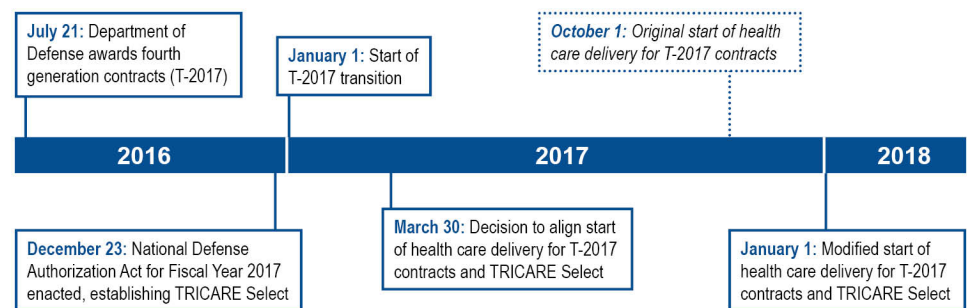 July 21: Department of
Defense awards fourth
generation contracts (T-2017)
January 1: Start of
T-2017 transition
October 1: Original start of health
care delivery for T-2017 contracts
2016
2017
2018
December 23: National Defense
Authorization Act for Fiscal Year 2017
enacted, establishing TRICARE Select
March 30: Decision to align start
of health care delivery for T-2017
contracts and TRICARE Select
January 1: Modified start of
health care delivery for T-2017
contracts and TRICARE Select